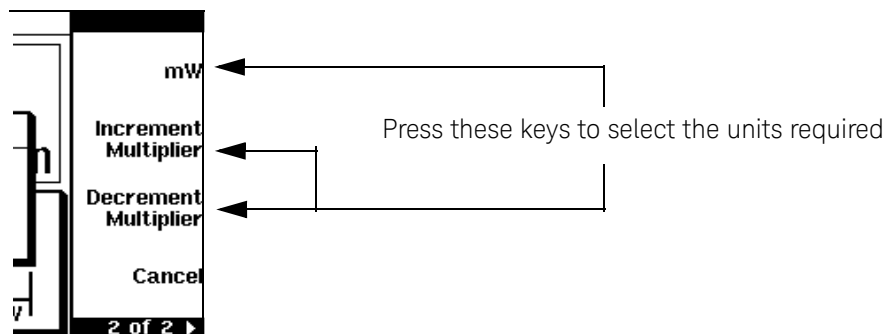 mW
Increment
Multiplier
Press these keys to select the units required
Decrement
Multiplier
Cancel
2 of 2